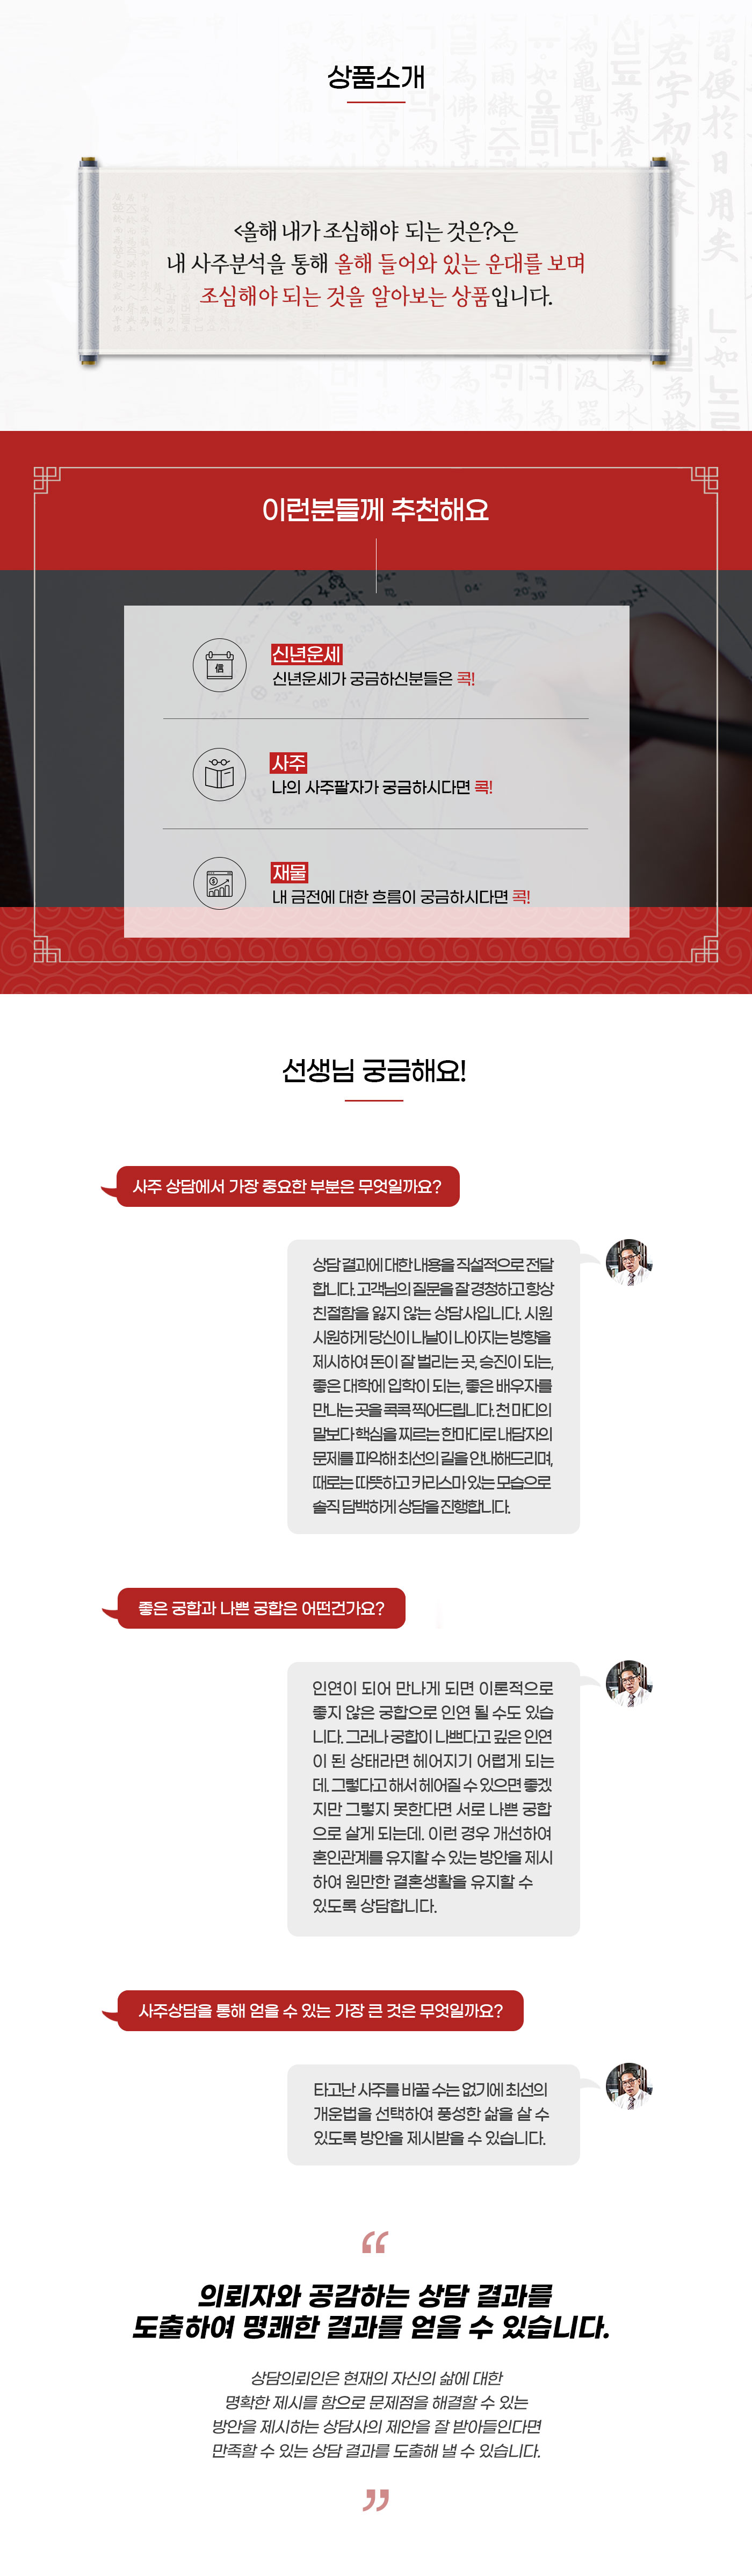 상품소개
<올해 내가 조심해야 되는 것은?>은
내 사주분석을 통해 올해 들어와 있는 운대를 보며
조심해야 되는 것을 알아보는 상품입니다.
이런분들께 추천해요
신년운세
신년운세가 궁금하신분들은 콕!
사주
나의 사주팔자가 궁금하시다면 콕!
재물
내 금전에 대한 흐름이 궁금하시다면 콕!
선생님 궁금해요!
사주 상담에서 가장 중요한 부분은 무엇일까요?
상담 결과에 대한 내용을 직설적으로 전달
합니다. 고객님의 질문을 잘 경청하고 항상
친절함을 잃지 않는 상담사입니다. 시원
시원하게 당신이 나날이 나아지는 방향을
제시하여 돈이 잘 벌리는 곳, 승진이 되는,
좋은 대학에 입학이 되는, 좋은 배우자를
만나는 곳을 콕콕 찍어드립니다. 천 마디의
말보다 핵심을 찌르는 한마디로 내담자의
문제를 파악해 최선의 길을 안내해드리며,
때로는 따뜻하고 카리스마 있는 모습으로
솔직 담백하게 상담을 진행합니다.
좋은 궁합과 나쁜 궁합은 어떤건가요?
인연이 되어 만나게 되면 이론적으로
좋지 않은 궁합으로 인연 될 수도 있습
니다. 그러나 궁합이 나쁘다고 깊은 인연
이 된 상태라면 헤어지기 어렵게 되는
데. 그렇다고 해서 헤어질 수 있으면 좋겠
지만 그렇지 못한다면 서로 나쁜 궁합
으로 살게 되는데. 이런 경우 개선하여
혼인관계를 유지할 수 있는 방안을 제시
하여 원만한 결혼생활을 유지할 수
있도록 상담합니다.
사주상담을 통해 얻을 수 있는 가장 큰 것은 무엇일까요?
타고난 사주를 바꿀 수는 없기에 최선의
개운법을 선택하여 풍성한 삶을 살 수
있도록 방안을 제시받을 수 있습니다.
“
의뢰자와 공감하는 상담 결과를
도출하여 명쾌한 결과를 얻을 수 있습니다.
상담의뢰인은 현재의 자신의 삶에 대한
명확한 제시를 함으로 문제점을 해결할 수 있는
방안을 제시하는 상담사의 제안을 잘 받아들인다면
만족할 수 있는 상담 결과를 도출해 낼 수 있습니다.
”